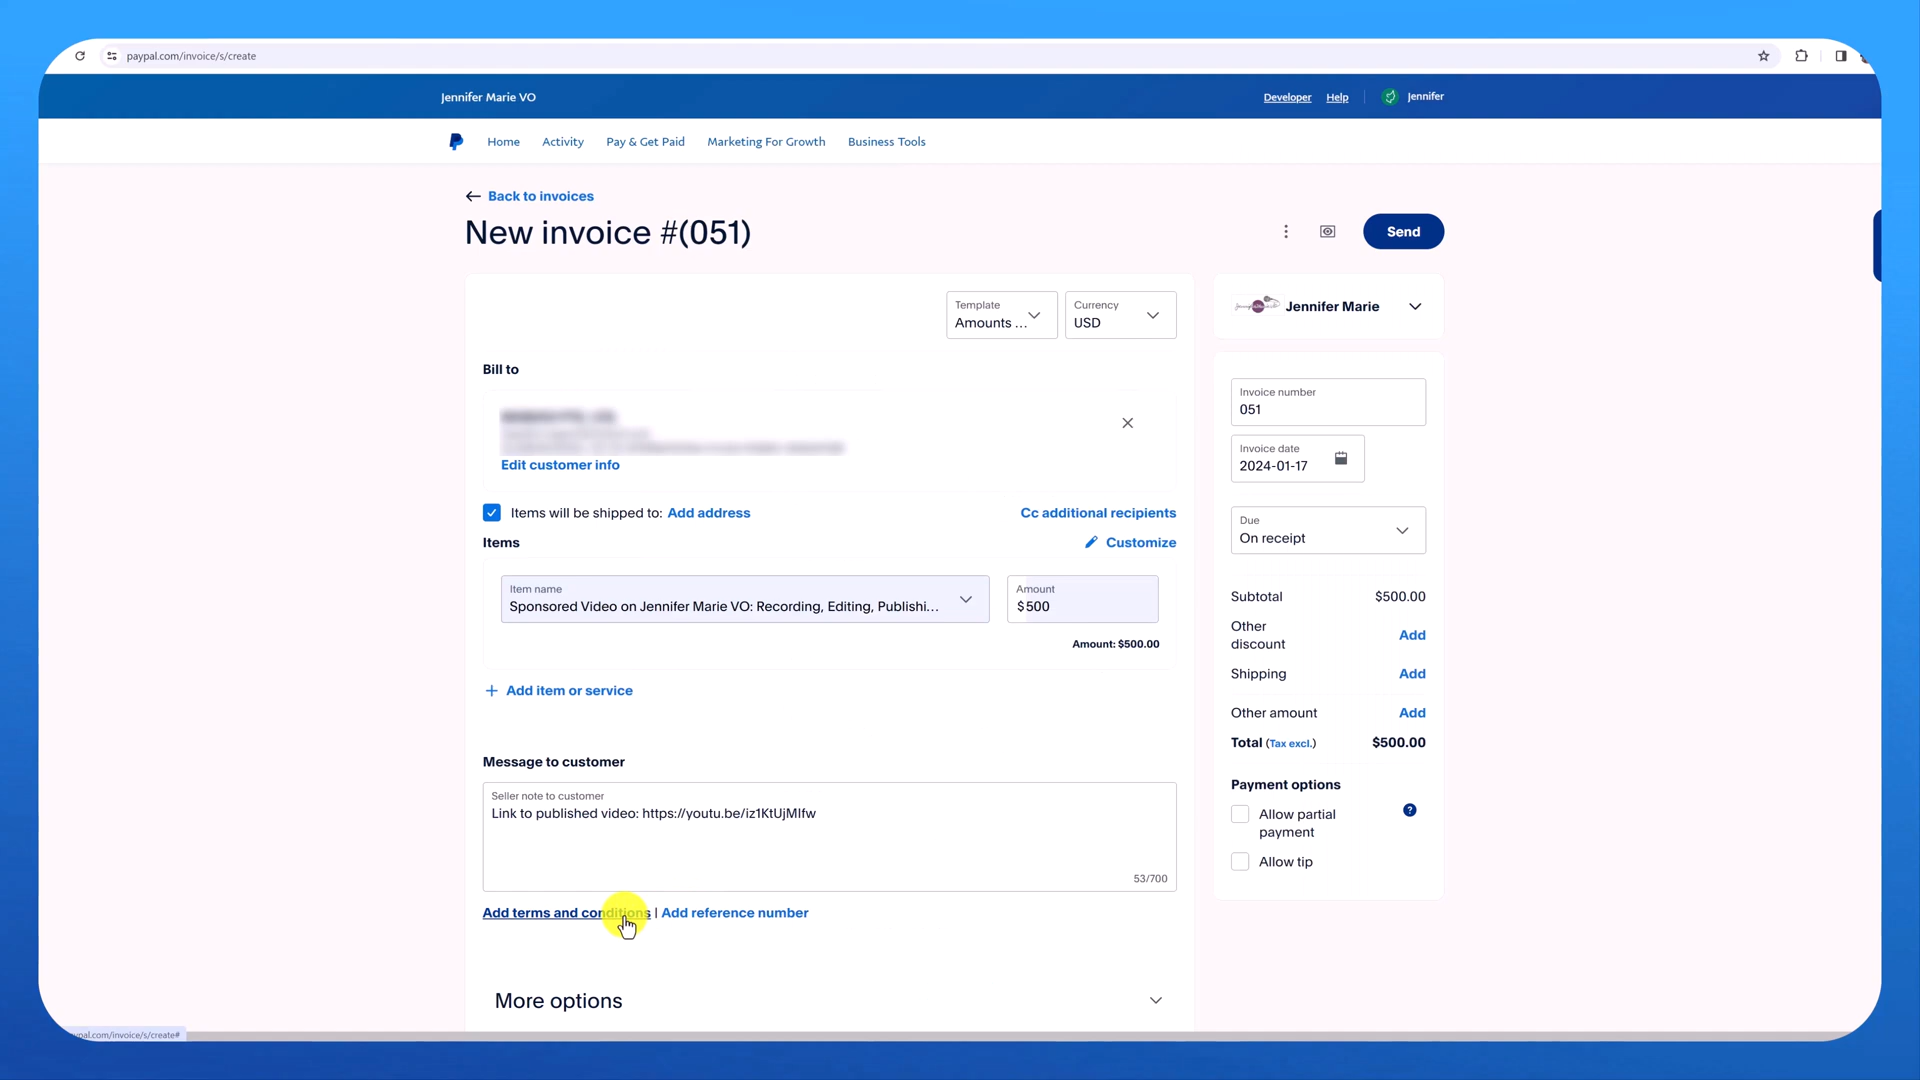 paypal.com/invoice/s/create
Jennifer Marie VO
Developer Help Jennifer
Home Activity Pay & Get Paid Marketing For Growth Business Tools
Back to invoices
New invoice #(051)
Send
Template
Amounts ...
Currency
USD
Jennifer Marie
Bill to
Edit customer info
Items will be shipped to: Add address
Cc additional recipients
Items
Customize
Item name
Sponsored Video on Jennifer Marie VO: Recording, Editing, Publishi...
Amount
$500
Amount: $500.00
Add item or service
Message to customer
Seller note to customer
Link to published video: https://youtu.be/iz1KtUjMIfw
53/700
Add terms and conditions | Add reference number
More options
Invoice number
051
Invoice date
2024-01-17
Due
On receipt
Subtotal $500.00
Other
discount
Add
Shipping Add
Other amount Add
Total (Tax excl.) $500.00
Payment options
Allow partial
payment
?
Allow tip
ypal.com/invoice/s/create#